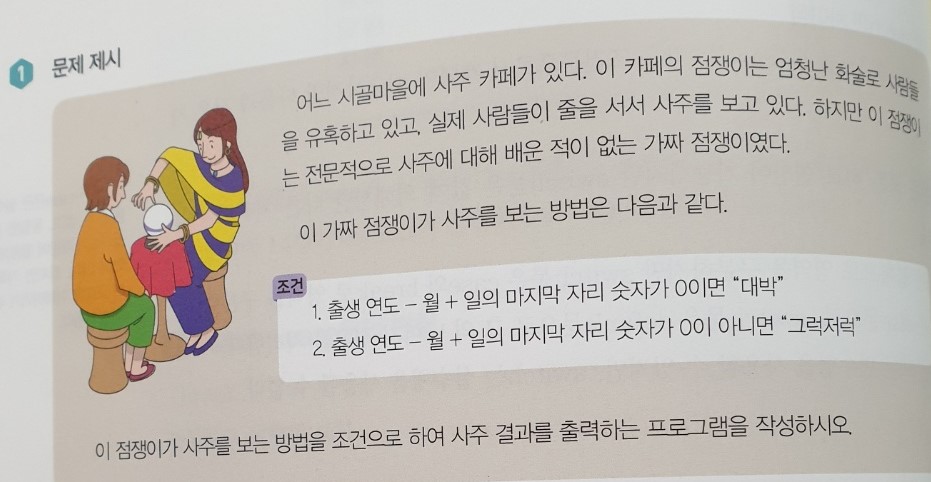 1 문제 제시
어느 시골마을에 사주 카페가 있다. 이 카페의 점쟁이는 엄청난 화술로 사람들
을 유혹하고 있고, 실제 사람들이 줄을 서서 사주를 보고 있다. 하지만 이 점쟁이
는 전문적으로 사주에 대해 배운 적이 없는 가짜 점쟁이였다.
이 가짜 점쟁이가 사주를 보는 방법은 다음과 같다.
조건
1. 출생 연도 - 월 + 일의 마지막 자리 숫자가 0이면 “대박”
2. 출생 연도 - 월 + 일의 마지막 자리 숫자가 0이 아니면 “그럭저럭”
이 점쟁이가 사주를 보는 방법을 조건으로 하여 사주 결과를 출력하는 프로그램을 작성하시오.